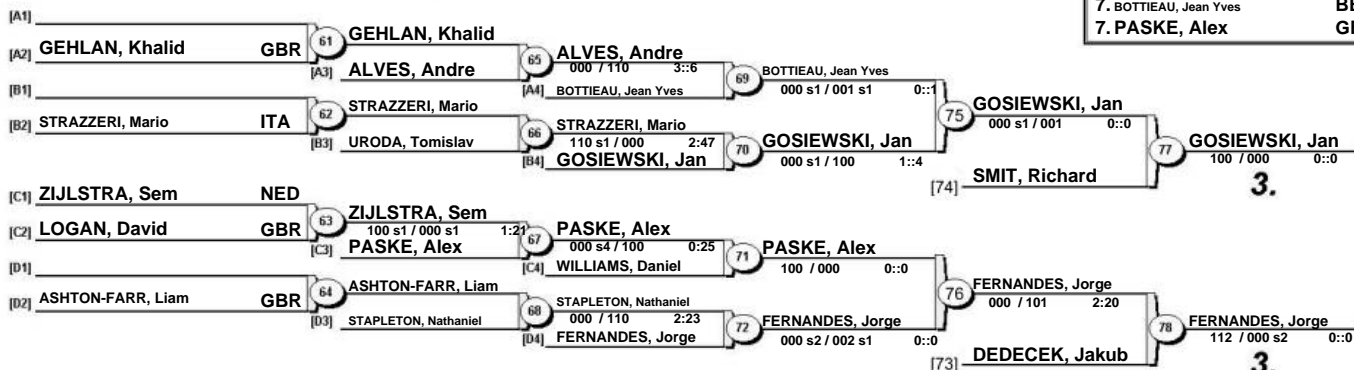 7. BOTTIEAU, Jean Yves
7. PASKE, Alex
[A1]
[A2] GEHLAN, Khalid GBR
61
GEHLAN, Khalid
[A3] ALVES, Andre
65
ALVES, Andre
000 / 110 3::6
[A4] BOTTIEAU, Jean Yves
69
BOTTIEAU, Jean Yves
000 s1 / 001 s1 0::1
[B1]
[B2] STRAZZERI, Mario ITA
62
STRAZZERI, Mario
[B3] URODA, Tomislav
66
STRAZZERI, Mario
110 s1 / 000 2:47
[B4] GOSIEWSKI, Jan
70
GOSIEWSKI, Jan
000 s1 / 100 1::4
75
GOSIEWSKI, Jan
000 s1 / 001 0::0
[74] SMIT, Richard
77
GOSIEWSKI, Jan
100 / 000 0::0
3.
[C1] ZIJLSTRA, Sem NED
[C2] LOGAN, David GBR
63
ZIJLSTRA, Sem
100 s1 / 000 s1 1:21
[C3] PASKE, Alex
67
PASKE, Alex
000 s4 / 100 0:25
[C4] WILLIAMS, Daniel
71
PASKE, Alex
100 / 000 0::0
[D1]
[D2] ASHTON-FARR, Liam GBR
64
ASHTON-FARR, Liam
[D3] STAPLETON, Nathaniel
68
STAPLETON, Nathaniel
000 / 110 2:23
[D4] FERNANDES, Jorge
72
FERNANDES, Jorge
000 s2 / 002 s1 0::0
76
FERNANDES, Jorge
000 / 101 2:20
[73] DEDECEK, Jakub
78
FERNANDES, Jorge
112 / 000 s2 0::0
3.